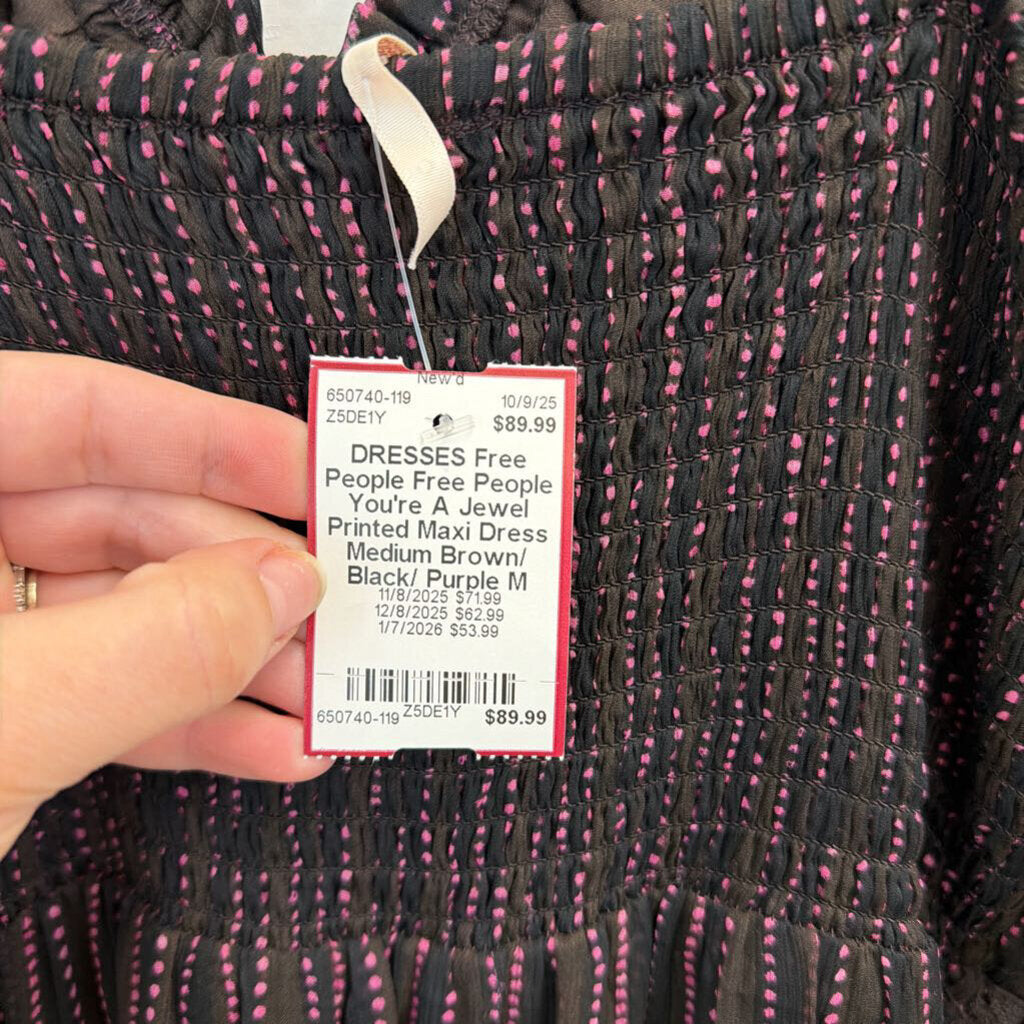 New'd
650740-119 10/9/25
Z5DE1Y $89.99
DRESSES Free
People Free People
You're A Jewel
Printed Maxi Dress
Medium Brown/
Black/ Purple M
11/8/2025 $71.99
12/8/2025 $62.99
1/7/2026 $53.99
650740-119 Z5DE1Y $89.99